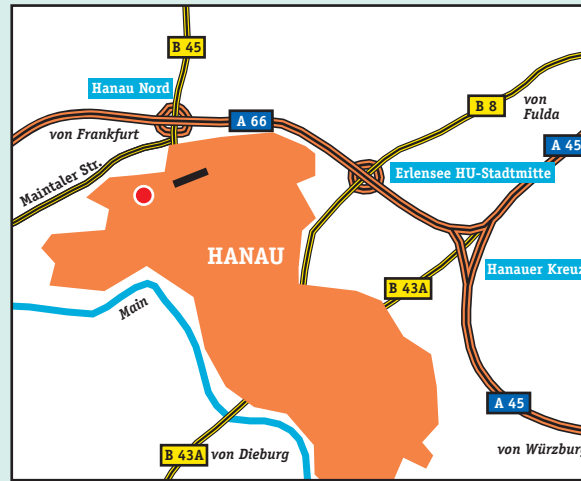 B 45
Hanau Nord
B 8
von
Fulda
A 66
von Frankfurt
A 45
Maintaler Str.
Erlensee HU-Stadtmitte
HANAU
Hanauer Kreuz
B 43A
Main
A 45
von Würzburg
B 43A
von Dieburg